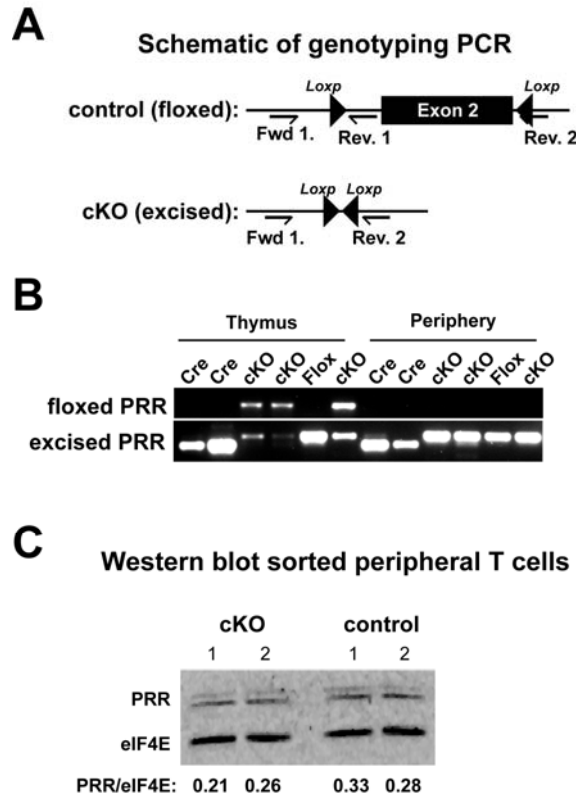 A
Schematic of genotyping PCR
Loxp Loxp
control (floxed): Exon 2
Fwd 1. Rev. 1 Rev. 2
Loxp Loxp
cKO (excised):
Fwd 1. Rev. 2
B
Thymus Periphery
Cre Cre cKO cKO Flox cKO Cre Cre cKO cKO Flox cKO
floxed PRR
excised PRR
C
Western blot sorted peripheral T cells
cKO control
1 2 1 2
PRR
eIF4E
PRR/eIF4E: 0.21 0.26 0.33 0.28